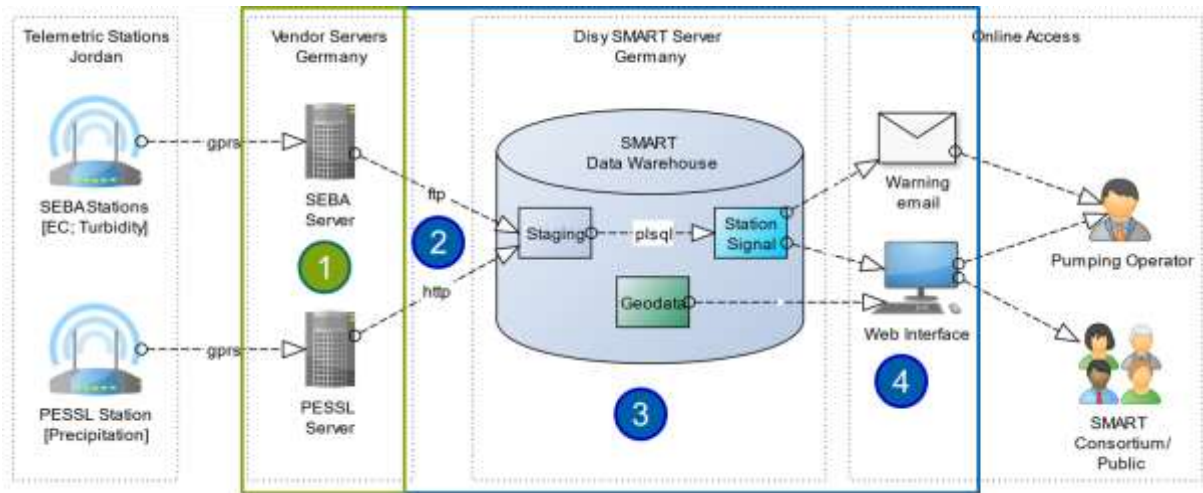 Telemetric Stations
Jordan
Vendor Servers
Germany
Disy SMART Server
Germany
Online Access
gprs
SEBA Stations
[EC; Turbidity]
SEBA
Server
1
gprs
PESSL Station
[Precipitation]
PESSL
Server
ftp
2
http
SMART
Data Warehouse
Staging
plsql
Station
Signal
Geodata
3
Warning
email
Web Interface
4
Pumping Operator
SMART
Consortium/
Public